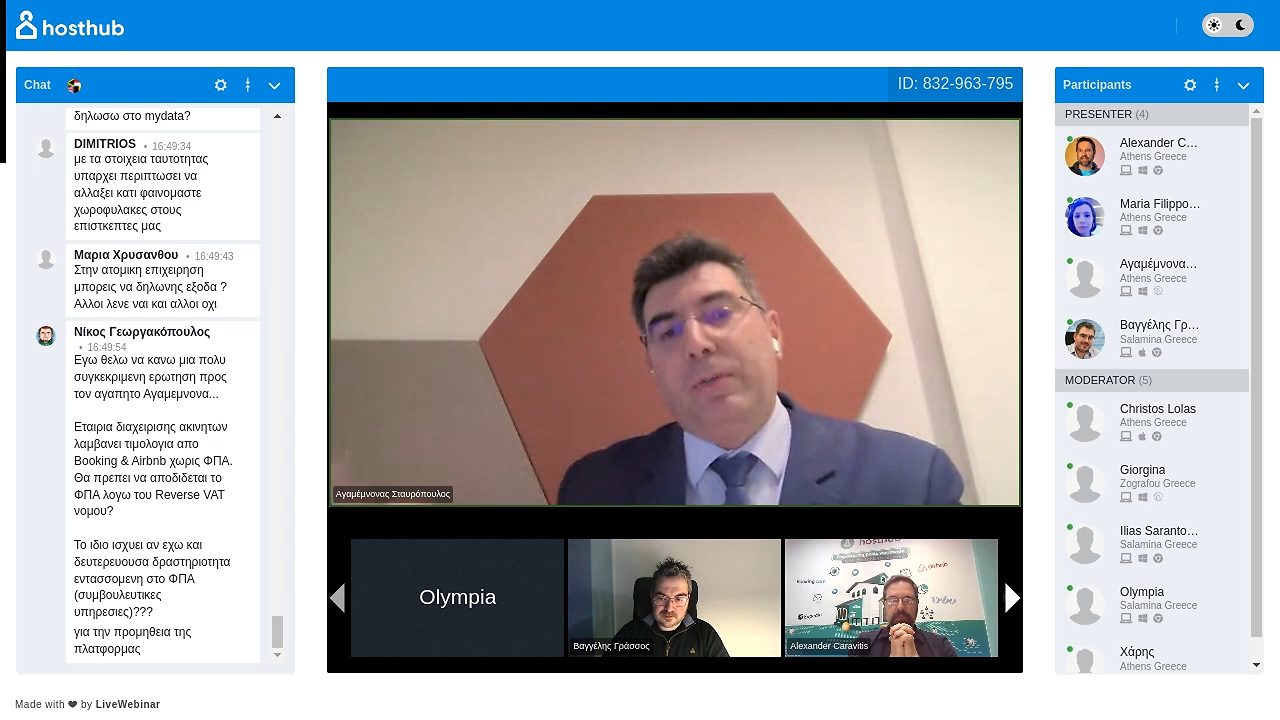 hosthub
Chat
δηλωσω στο mydata?
DIMITRIOS • 16:49:34
με τα στοιχεια ταυτοτητας
υπαρχει περιπτωσει να
αλλαξει κατι φαινομαστε
χωροφυλακες στους
επιστκεπτες μας
Μαρια Χρυσανθου • 16:49:43
Στην ατομικη επιχειρηση
μπορεις να δηλωνης εξοδα ?
Αλλοι λενε ναι και αλλοι οχι
Νίκος Γεωργακόπουλος
• 16:49:54
Εγω θελω να κανω μια πολυ
συγκεκριμενη ερωτηση προς
τον αγαπητο Αγαμεμνονα...
Εταιρια διαχειρισης ακινητων
λαμβανει τιμολογια απο
Booking & Airbnb χωρις ΦΠΑ.
Θα πρεπει να αποδιδεται το
ΦΠΑ λογω του Reverse VAT
νομου?
Το ιδιο ισχυει αν εχω και
δευτερευουσα δραστηριοτητα
εντασσομενη στο ΦΠΑ
(συμβουλευτικες
υπηρεσιες)???
για την προμηθεια της
πλατφορμας
ID: 832-963-795
Αγαμέμνονας Σταυρόπουλος
Olympia
Βαγγέλης Γράσσος
hosthub
airbnb
Alexander Caravitis
Participants
PRESENTER (4)
Alexander C...
Athens Greece
Maria Filippo...
Athens Greece
Αγαμέμνονα...
Athens Greece
Βαγγέλης Γρ...
Salamina Greece
MODERATOR (5)
Christos Lolas
Athens Greece
Giorgina
Zografou Greece
Ilias Saranto...
Salamina Greece
Olympia
Salamina Greece
Χάρης
Athens Greece
Made with ❤ by LiveWebinar